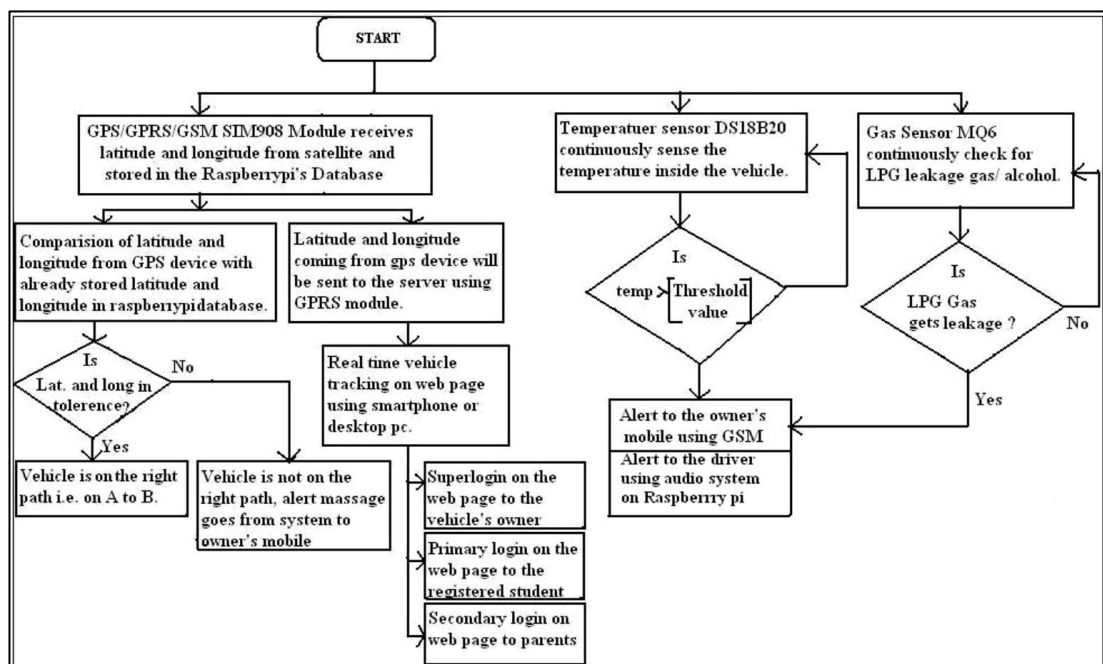 START
GPS/GPRS/GSM SIM908 Module receives
latitude and longitude from satellite and
stored in the Raspberrypi's Database
Temperatuer sensor DS18B20
continuously sense the
temperature inside the vehicle.
Gas Sensor MQ6
continuously check for
LPG leakage gas/ alcohol.
Comparision of latitude and
longitude from GPS device with
already stored latitude and
longitude in raspberrypidatabase.
Latitude and longitude
coming from gps device will
be sent to the server using
GPRS module.
Is
temp > [Threshold
value]
Is
LPG Gas
gets leakage ?
No
Yes
Is
Lat. and long in
tolerence?
No
Yes
Real time vehicle
tracking on web page
using smartphone or
desktop pc.
Alert to the owner's
mobile using GSM
Alert to the driver
using audio system
on Raspberrry pi
Vehicle is on the right
path i.e. on A to B.
Vehicle is not on the
right path, alert massage
goes from system to
owner's mobile
Superlogin on the
web page to the
vehicle's owner
Primary login on the
web page to the
registered student
Secondary login on
web page to parents